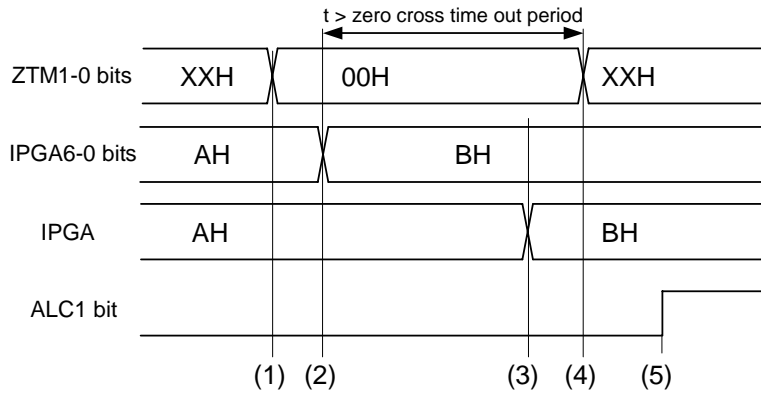 t > zero cross time out period
ZTM1-0 bits XXH 00H XXH
IPGA6-0 bits AH BH
IPGA AH BH
ALC1 bit
(1) (2) (3) (4) (5)